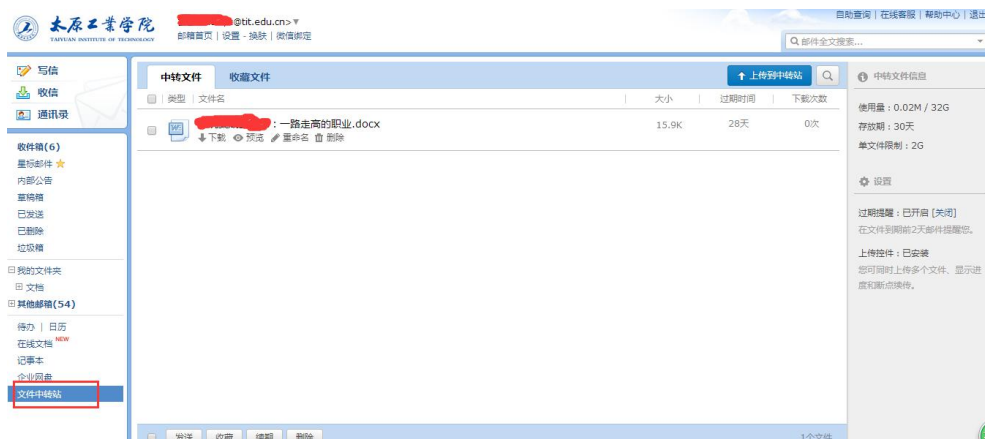 太原工业学院
TAIYUAN INSTITUTE OF TECHNOLOGY
@tit.edu.cn>
邮箱首页 | 设置 - 换肤 | 微信绑定
自助查询 | 在线客服 | 帮助中心 | 退出
邮件全文搜索...
写信
收信
通讯录
收件箱(6)
星标邮件
内部公告
草稿箱
已发送
已删除
垃圾箱
我的文件夹
文档
其他邮箱(54)
待办 | 日历
在线文档 NEW
记事本
企业网盘
文件中转站
中转文件 收藏文件 上传到中转站
类型 文件名 大小 过期时间 下载次数
：一路走高的职业.docx 15.9K 28天 0次
下载 预览 重命名 删除
发送 收藏 续期 删除 1个文件
中转文件信息
使用量：0.02M / 32G
存放期：30天
单文件限制：2G
设置
过期提醒：已开启 [关闭]
在文件到期前2天邮件提醒您。
上传控件：已安装
您可同时上传多个文件、显示进
度和断点续传。